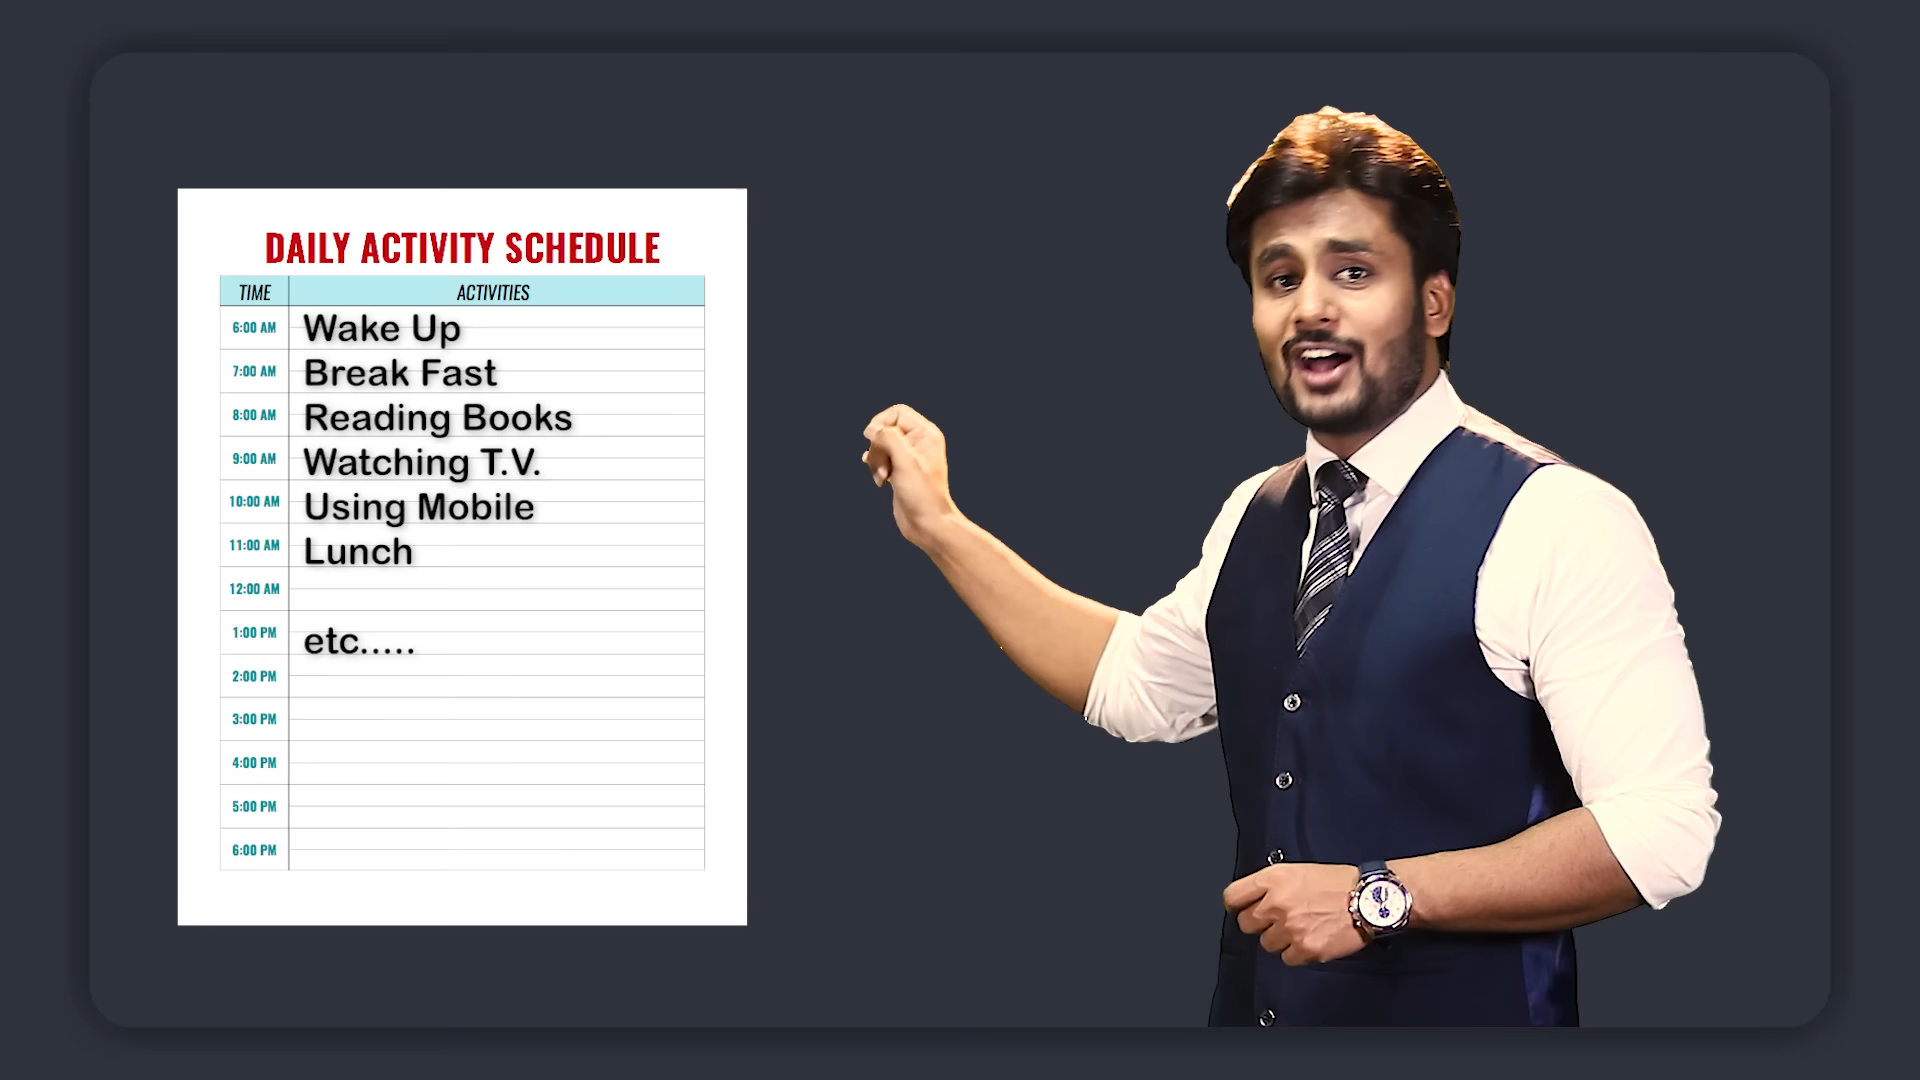 DAILY ACTIVITY SCHEDULE
TIME ACTIVITIES
6:00 AM Wake Up
7:00 AM Break Fast
8:00 AM Reading Books
9:00 AM Watching T.V.
10:00 AM Using Mobile
11:00 AM Lunch
12:00 AM
1:00 PM etc.....
2:00 PM
3:00 PM
4:00 PM
5:00 PM
6:00 PM